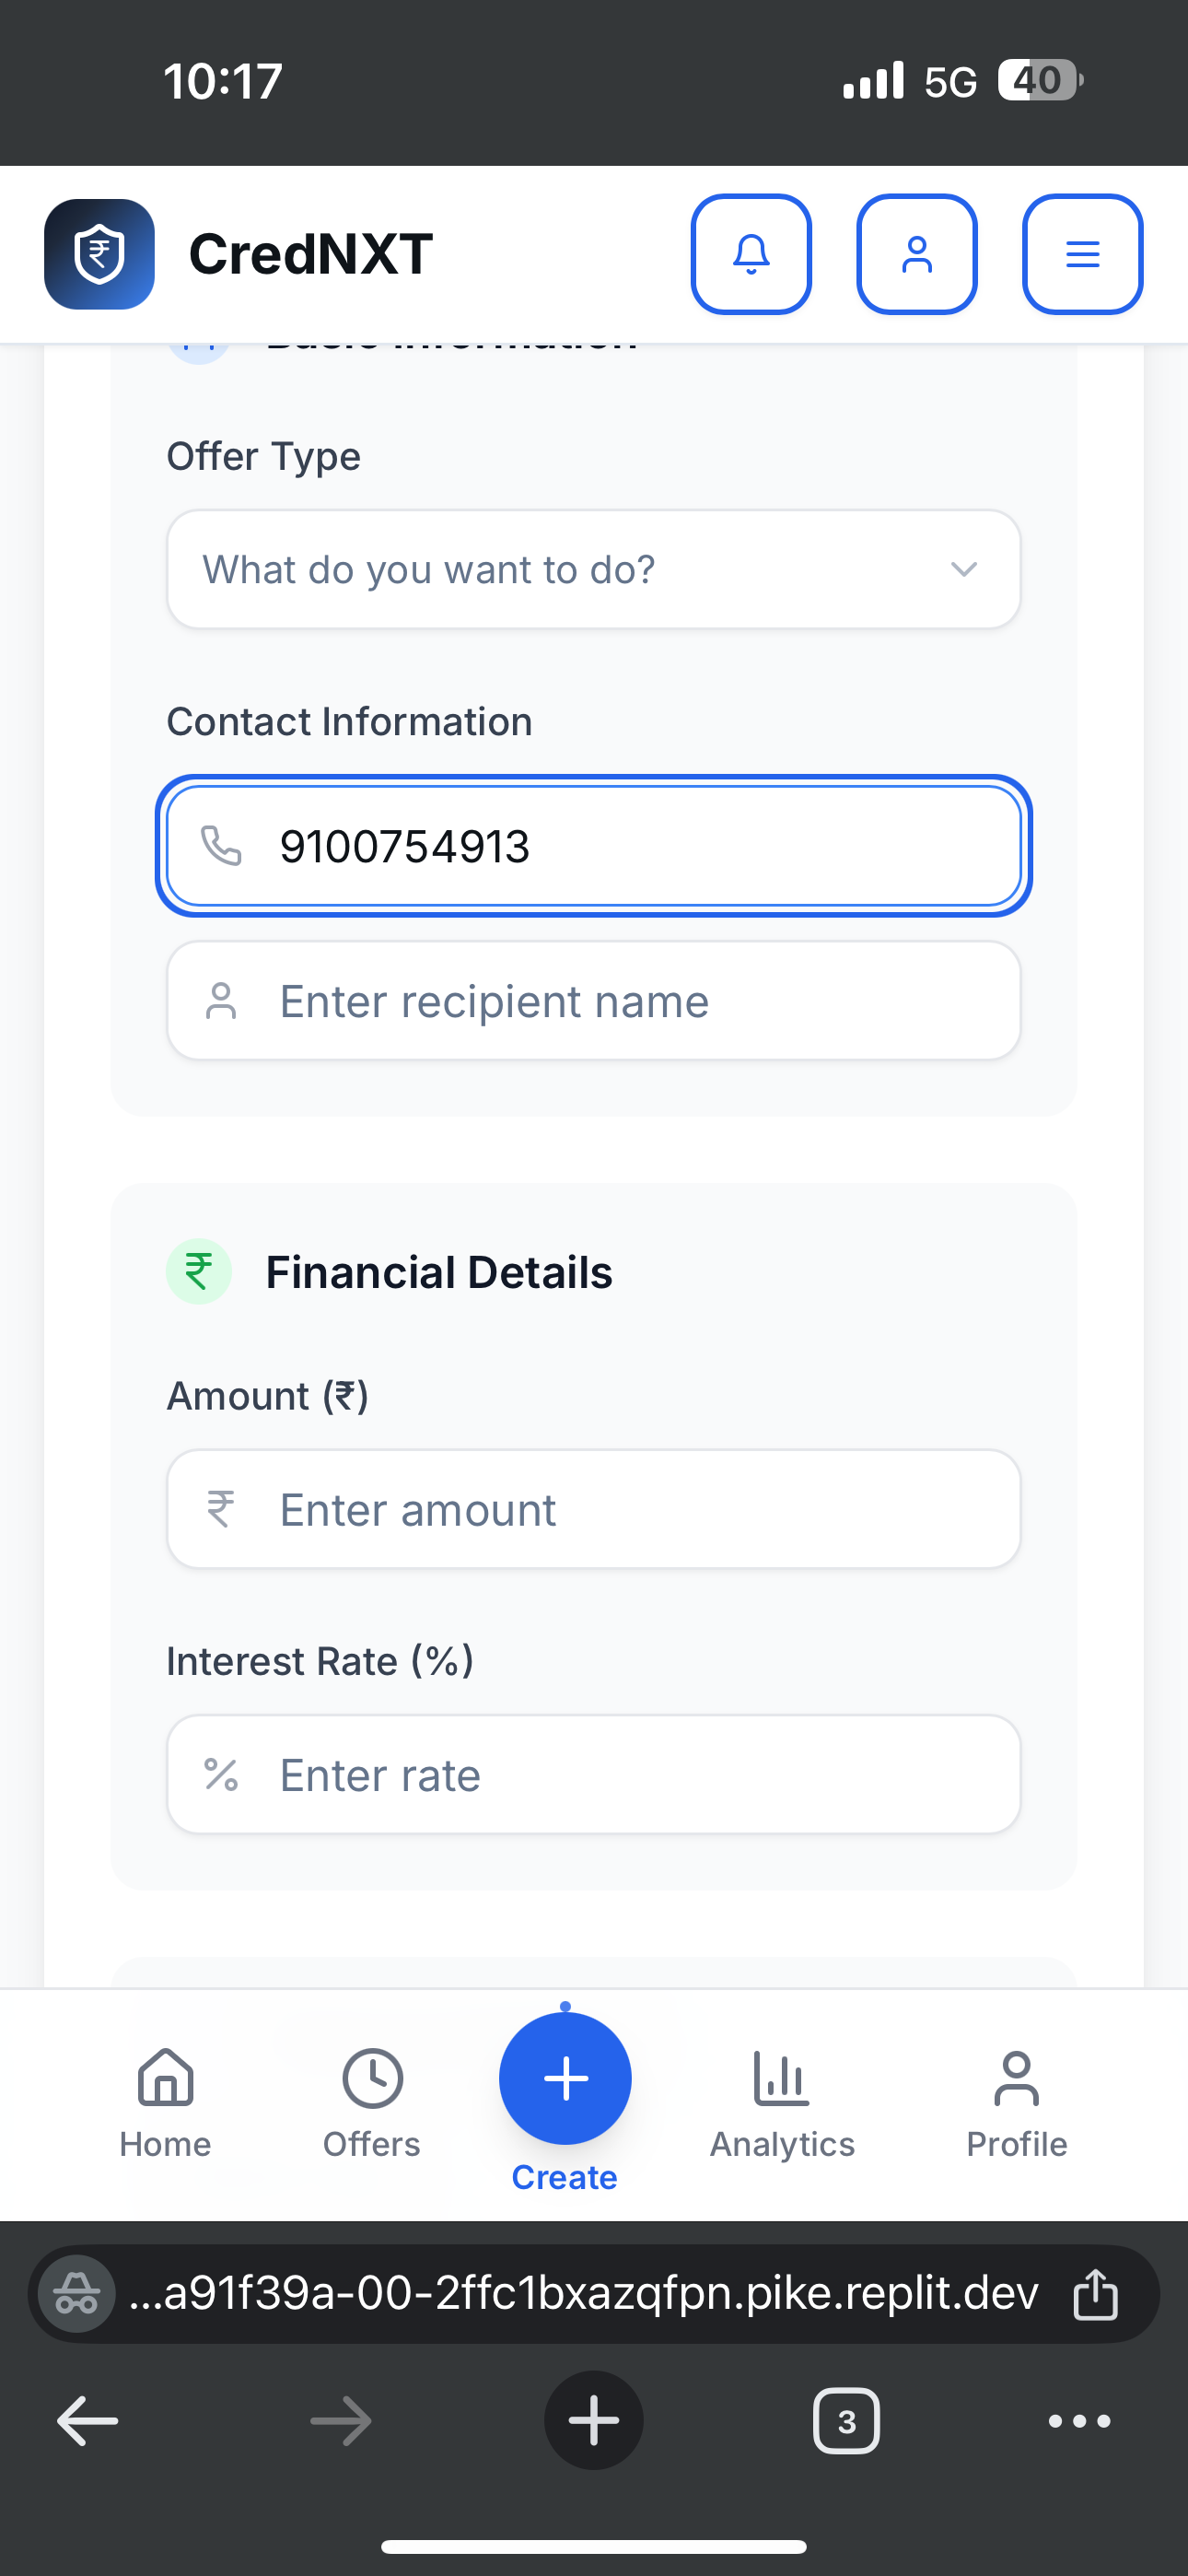 10:17
5G 40
CredNXT
Basic Information
Offer Type
What do you want to do?
Contact Information
9100754913
Enter recipient name
₹ Financial Details
Amount (₹)
₹ Enter amount
Interest Rate (%)
% Enter rate
Home
Offers
Create
Analytics
Profile
...a91f39a-00-2ffc1bxazqfpn.pike.replit.dev
3